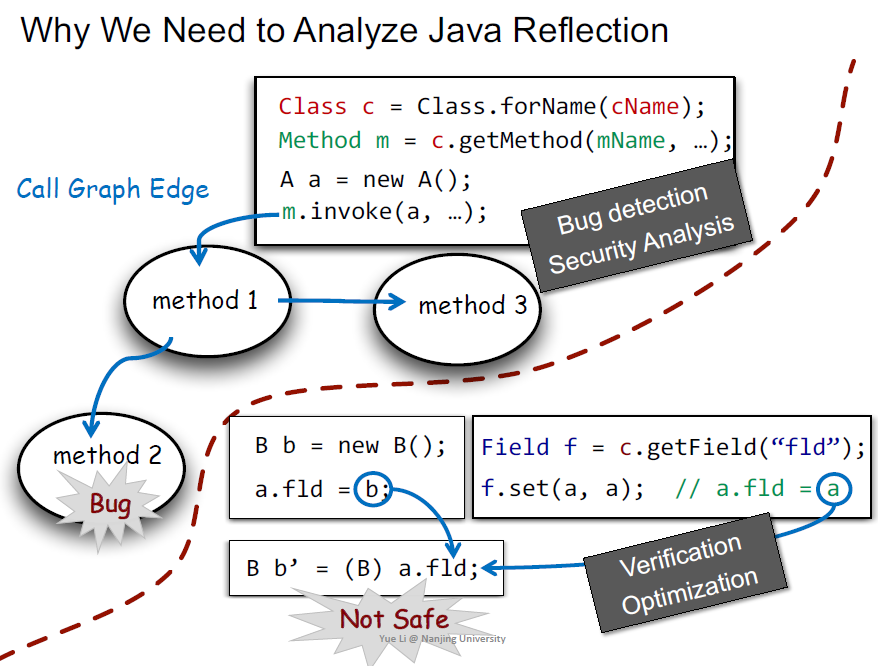 Why We Need to Analyze Java Reflection
Class c = Class.forName(cName);
Method m = c.getMethod(mName, …);
A a = new A();
m.invoke(a, …);
Call Graph Edge
Bug detection
Security Analysis
method 1
method 3
method 2
Bug
B b = new B();
a.fld = b;
Field f = c.getField(“fld”);
f.set(a, a); // a.fld = a
B b’ = (B) a.fld;
Verification
Optimization
Not Safe
Yue Li @ Nanjing University